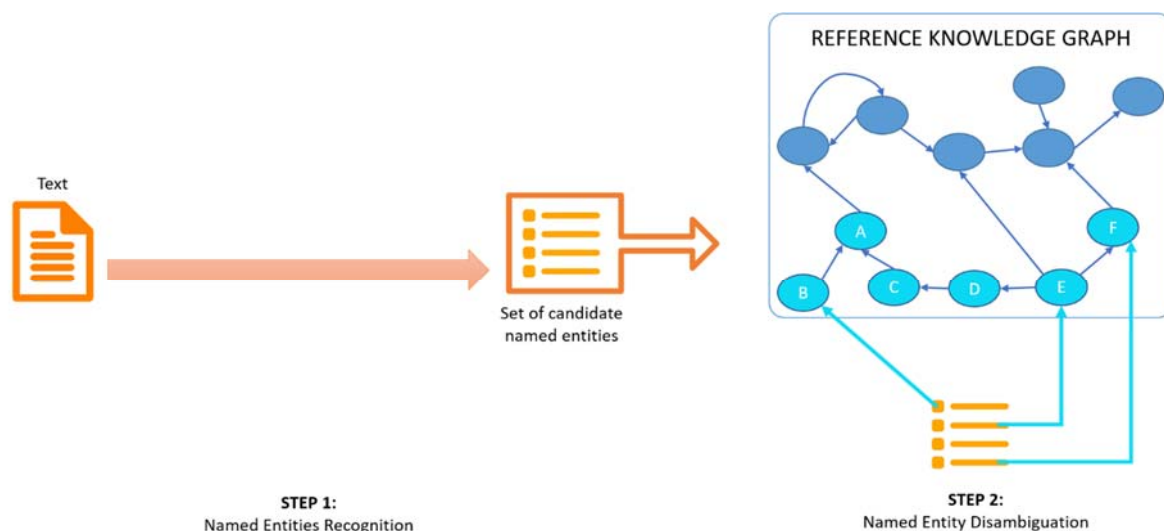 REFERENCE KNOWLEDGE GRAPH
Text
A
F
B
C
D
E
Set of candidate
named entities
STEP 1:
Named Entities Recognition
STEP 2:
Named Entity Disambiguation